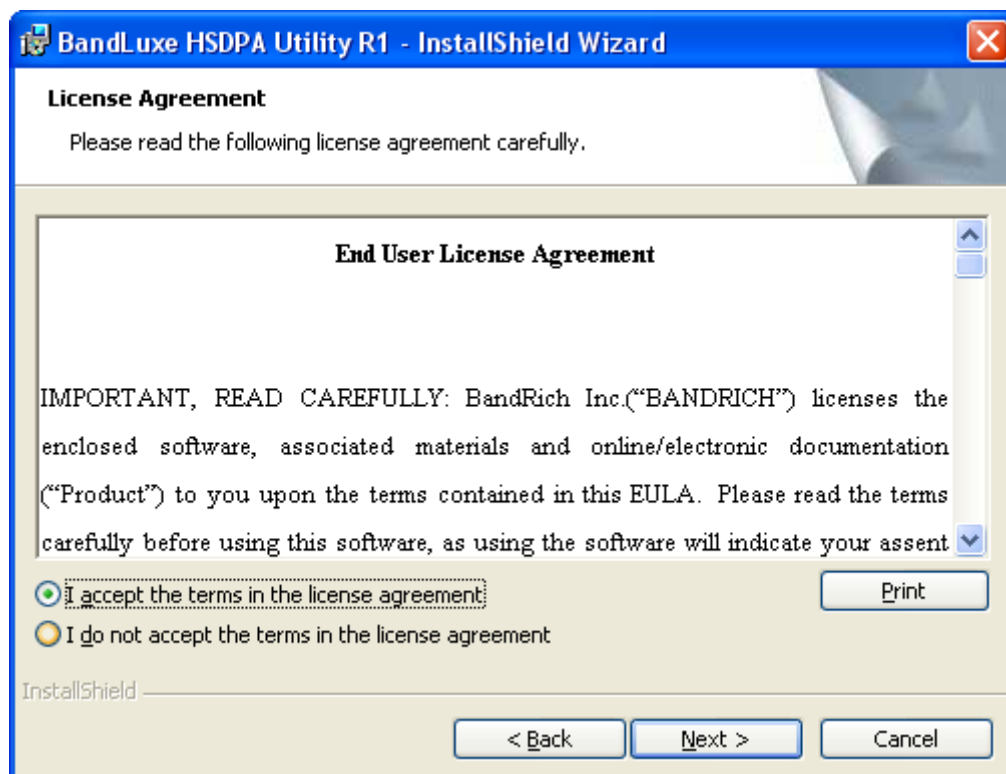 BandLuxe HSDPA Utility R1 - InstallShield Wizard
License Agreement
Please read the following license agreement carefully.
End User License Agreement
IMPORTANT, READ CAREFULLY: BandRich Inc.(“BANDRICH”) licenses the
enclosed software, associated materials and online/electronic documentation
(“Product”) to you upon the terms contained in this EULA. Please read the terms
carefully before using this software, as using the software will indicate your assent
I accept the terms in the license agreement
Print
I do not accept the terms in the license agreement
InstallShield
< Back
Next >
Cancel